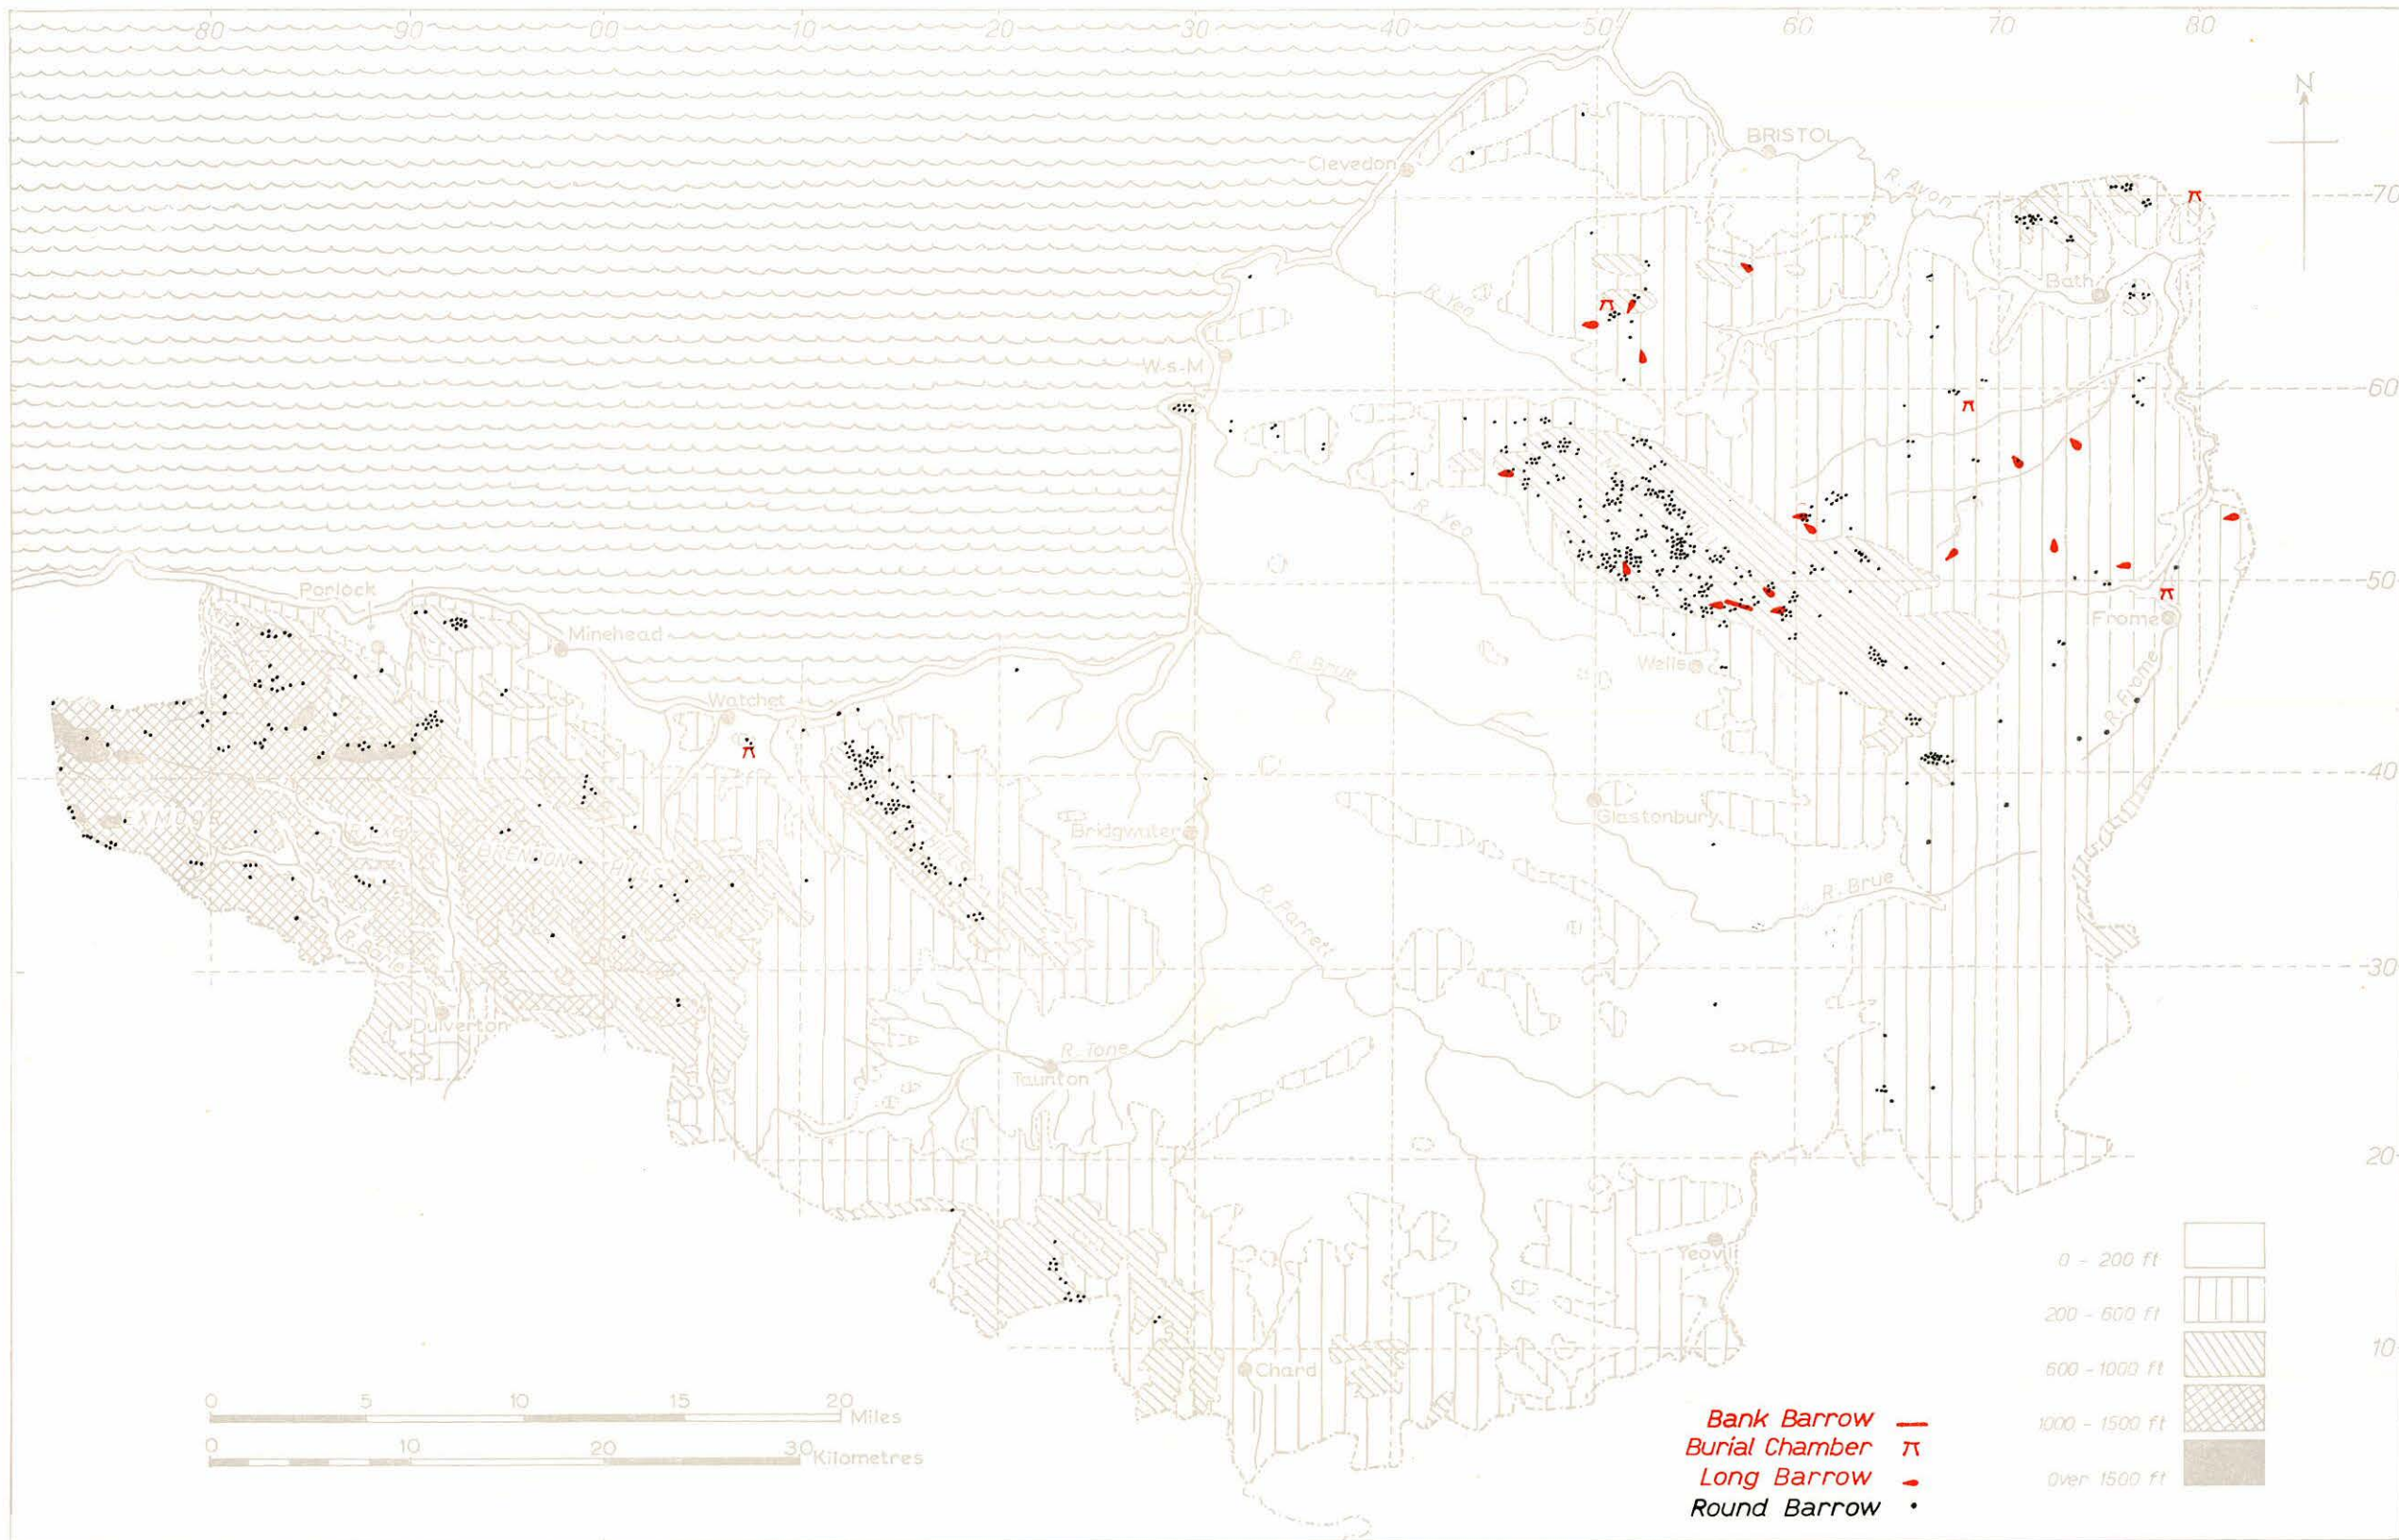 80 90 00 10 20 30 40 50 60 70 80
N
BRISTOL
Clevedon
R. Avon
70
Bath
R. Yeo
W-s-M
60
R. Yeo
50
Porlock
Frome
Minehead
Wells
R. Brue
R. Frome
Watchet
40
EXMOOR
Glastonbury
Bridgwater
R. Brue
R. Parrett
R. Barle
30
Dulverton
R. Tone
Taunton
20
Yeovil
0 - 200 ft
200 - 600 ft
10
Chard
600 - 1000 ft
0 5 10 15 20 Miles
Bank Barrow
1000 - 1500 ft
0 10 20 30 Kilometres
Burial Chamber
Long Barrow
Over 1500 ft
Round Barrow